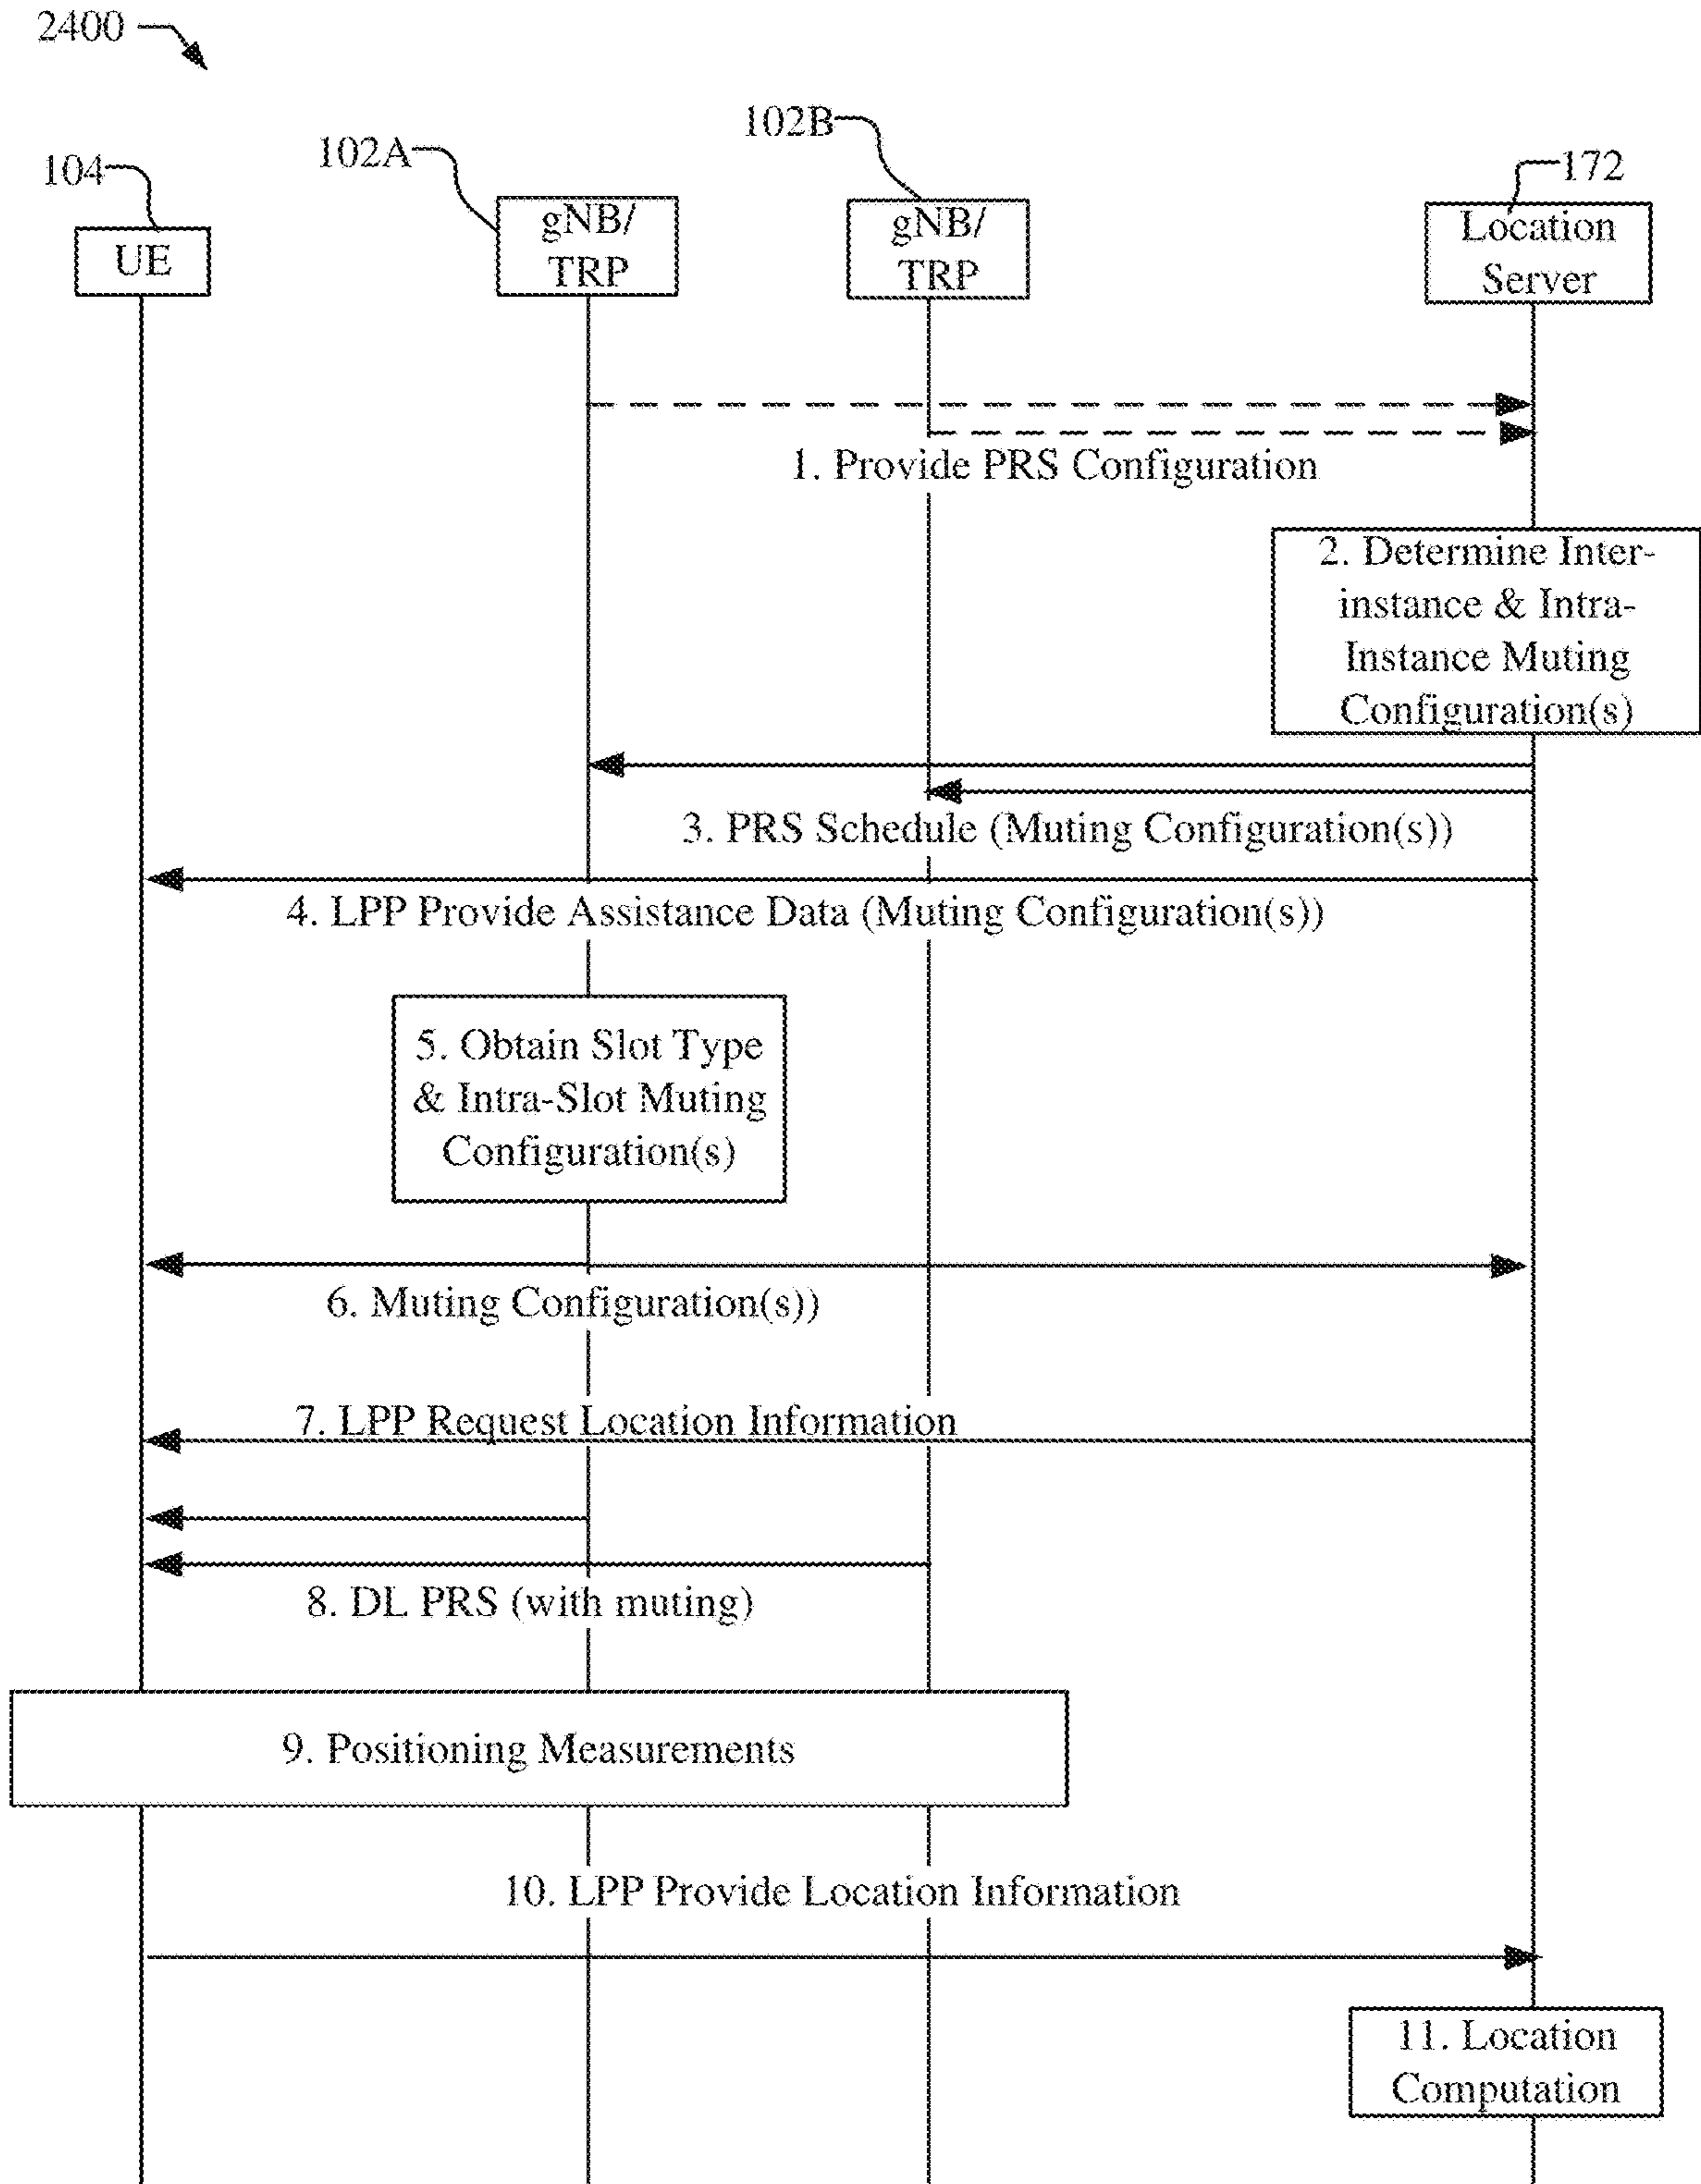 2400
102B
102A
172
104
gNB/
TRP
gNB/
TRP
Location
Server
UE
1. Provide PRS Configuration
2. Determine Inter-
instance & Intra-
Instance Muting
Configuration(s)
3. PRS Schedule (Muting Configuration(s))
4. LPP Provide Assistance Data (Muting Configuration(s))
5. Obtain Slot Type
& Intra-Slot Muting
Configuration(s)
6. Muting Configuration(s))
7. LPP Request Location Information
8. DL PRS (with muting)
9. Positioning Measurements
10. LPP Provide Location Information
11. Location
Computation